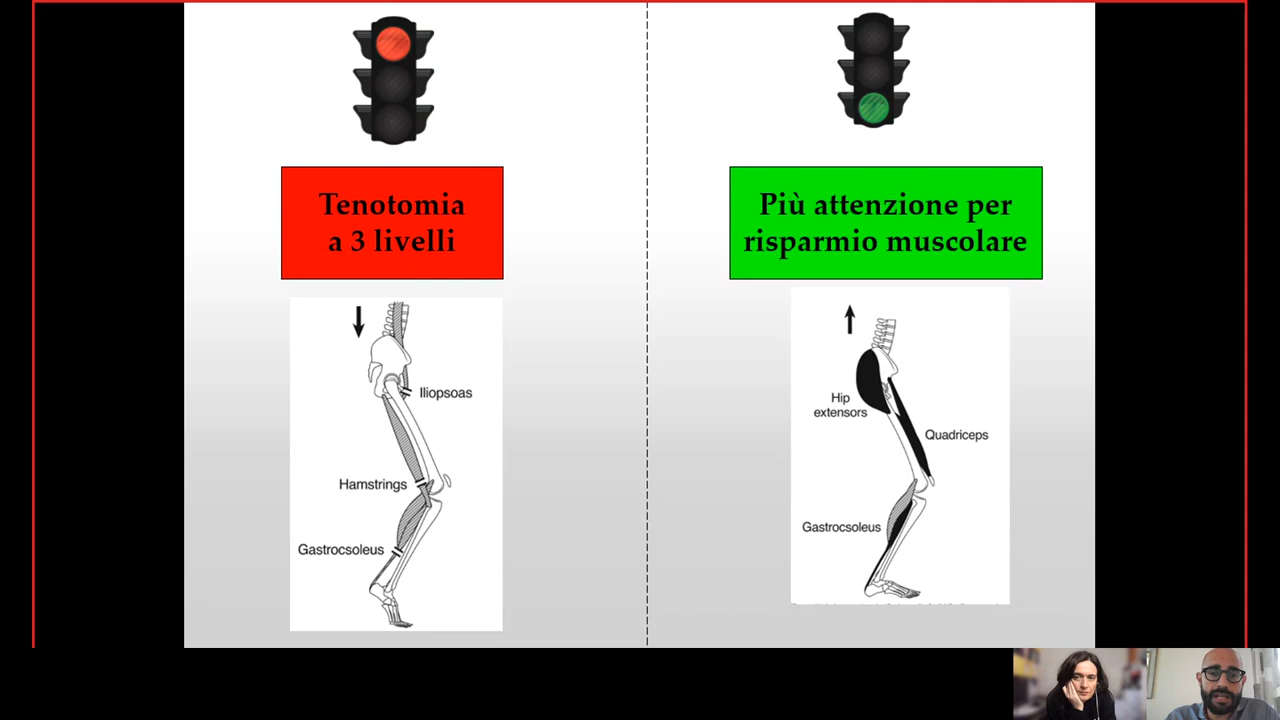 Tenotomia
a 3 livelli
Iliopsoas
Hamstrings
Gastrocsoleus
Più attenzione per
risparmio muscolare
Hip
extensors
Quadriceps
Gastrocsoleus